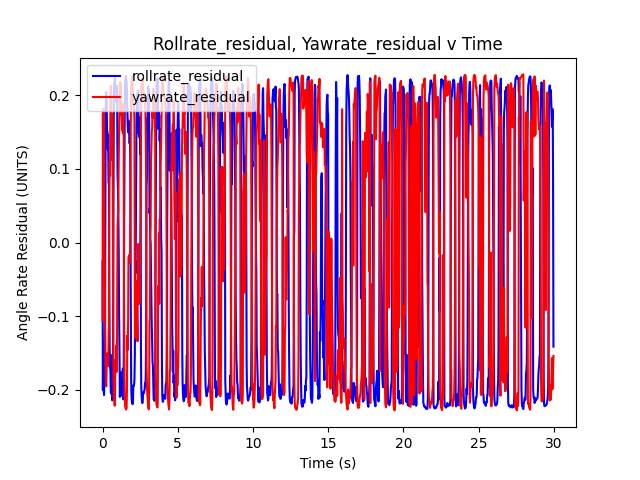 Rollrate_residual, Yawrate_residual v Time
rollrate_residual
yawrate_residual
Angle Rate Residual (UNITS)
0.2
0.1
0.0
−0.1
−0.2
0
5
10
15
20
25
30
Time (s)